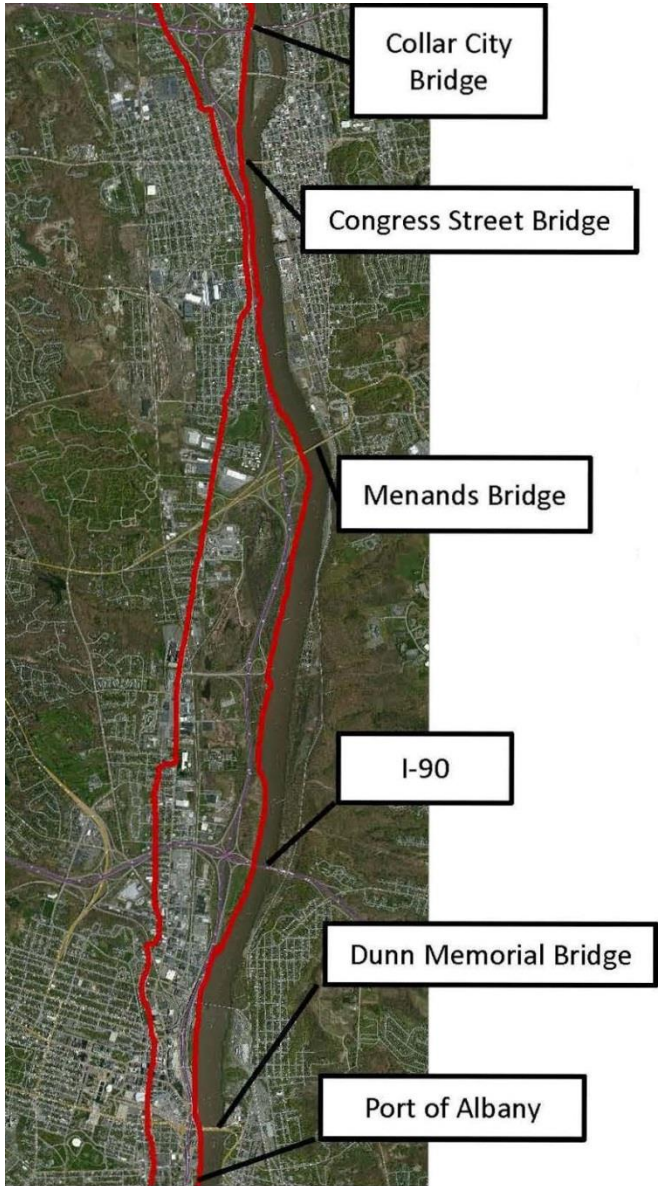 Collar City
Bridge
Congress Street Bridge
Menands Bridge
I-90
Dunn Memorial Bridge
Port of Albany